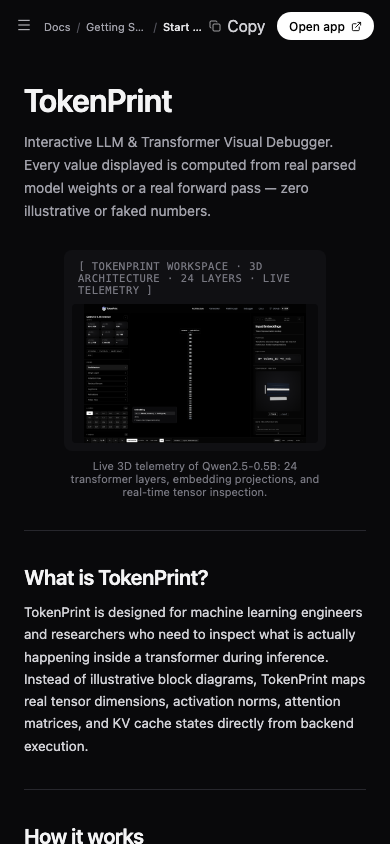 Docs / Getting S... / Start ... Copy Open app
TokenPrint
Interactive LLM & Transformer Visual Debugger.
Every value displayed is computed from real parsed
model weights or a real forward pass — zero
illustrative or faked numbers.
[ TOKENPRINT WORKSPACE · 3D
ARCHITECTURE · 24 LAYERS · LIVE
TELEMETRY ]
Input Embeddings
Live 3D telemetry of Qwen2.5-0.5B: 24
transformer layers, embedding projections, and
real-time tensor inspection.
What is TokenPrint?
TokenPrint is designed for machine learning engineers
and researchers who need to inspect what is actually
happening inside a transformer during inference.
Instead of illustrative block diagrams, TokenPrint maps
real tensor dimensions, activation norms, attention
matrices, and KV cache states directly from backend
execution.
How it works